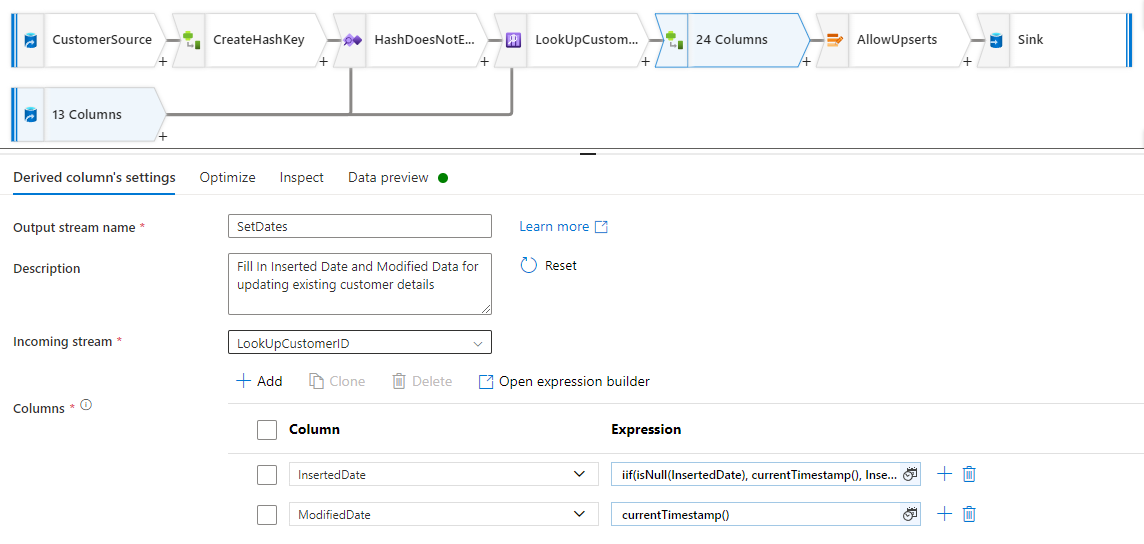 CustomerSource
CreateHashKey
HashDoesNotE...
LookUpCustom...
24 Columns
AllowUpserts
Sink
+ + + + + +
13 Columns
+
Derived column's settings
Optimize
Inspect
Data preview
Output stream name *
SetDates
Learn more
Description
Fill In Inserted Date and Modified Data for
updating existing customer details
Reset
Incoming stream *
LookUpCustomerID
+ Add
Clone
Delete
Open expression builder
Columns *
Column
Expression
InsertedDate
iif(isNull(InsertedDate), currentTimestamp(), Inse...
ModifiedDate
currentTimestamp()